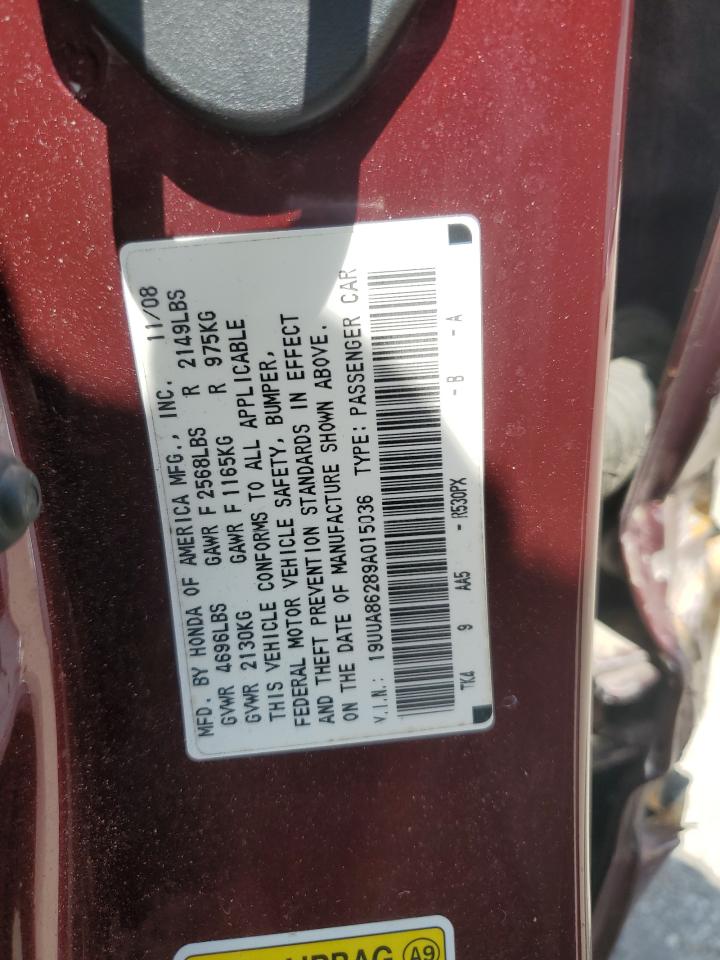 MFD. BY HONDA OF AMERICA MFG., INC. 11/08
GVWR 4696LBS GAWR F 2568LBS R 2149LBS
GVWR 2130KG GAWR F 1165KG R 975KG
THIS VEHICLE CONFORMS TO ALL APPLICABLE
FEDERAL MOTOR VEHICLE SAFETY, BUMPER,
AND THEFT PREVENTION STANDARDS IN EFFECT
ON THE DATE OF MANUFACTURE SHOWN ABOVE.
V.I.N.: 19UUA86289A015036 TYPE: PASSENGER CAR
TK4 9 AA5 - R530PX - B - A
AIRBAG A9